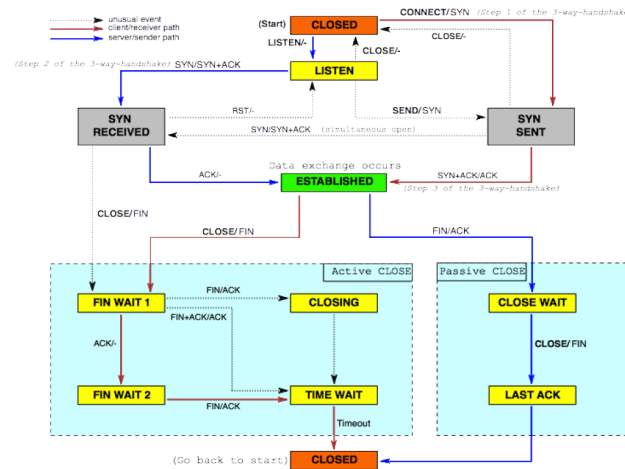 unusual event
client/receiver path
server/sender path
CONNECT/SYN (Step 1 of the 3-way-handshake)
(Start) CLOSED
CLOSE/-
LISTEN/-
CLOSE/-
(Step 2 of the 3-way-handshake) SYN/SYN+ACK
LISTEN
RST/-
SEND/SYN
SYN
RECEIVED
SYN
SENT
SYN/SYN+ACK (simultaneous open)
Data exchange occurs
ACK/-
ESTABLISHED
SYN+ACK/ACK
(Step 3 of the 3-way-handshake)
CLOSE/FIN
CLOSE/FIN
FIN/ACK
Active CLOSE
Passive CLOSE
FIN WAIT 1
FIN/ACK
CLOSING
CLOSE WAIT
FIN+ACK/ACK
ACK/-
CLOSE/FIN
FIN WAIT 2
FIN/ACK
TIME WAIT
LAST ACK
Timeout
(Go back to start) CLOSED